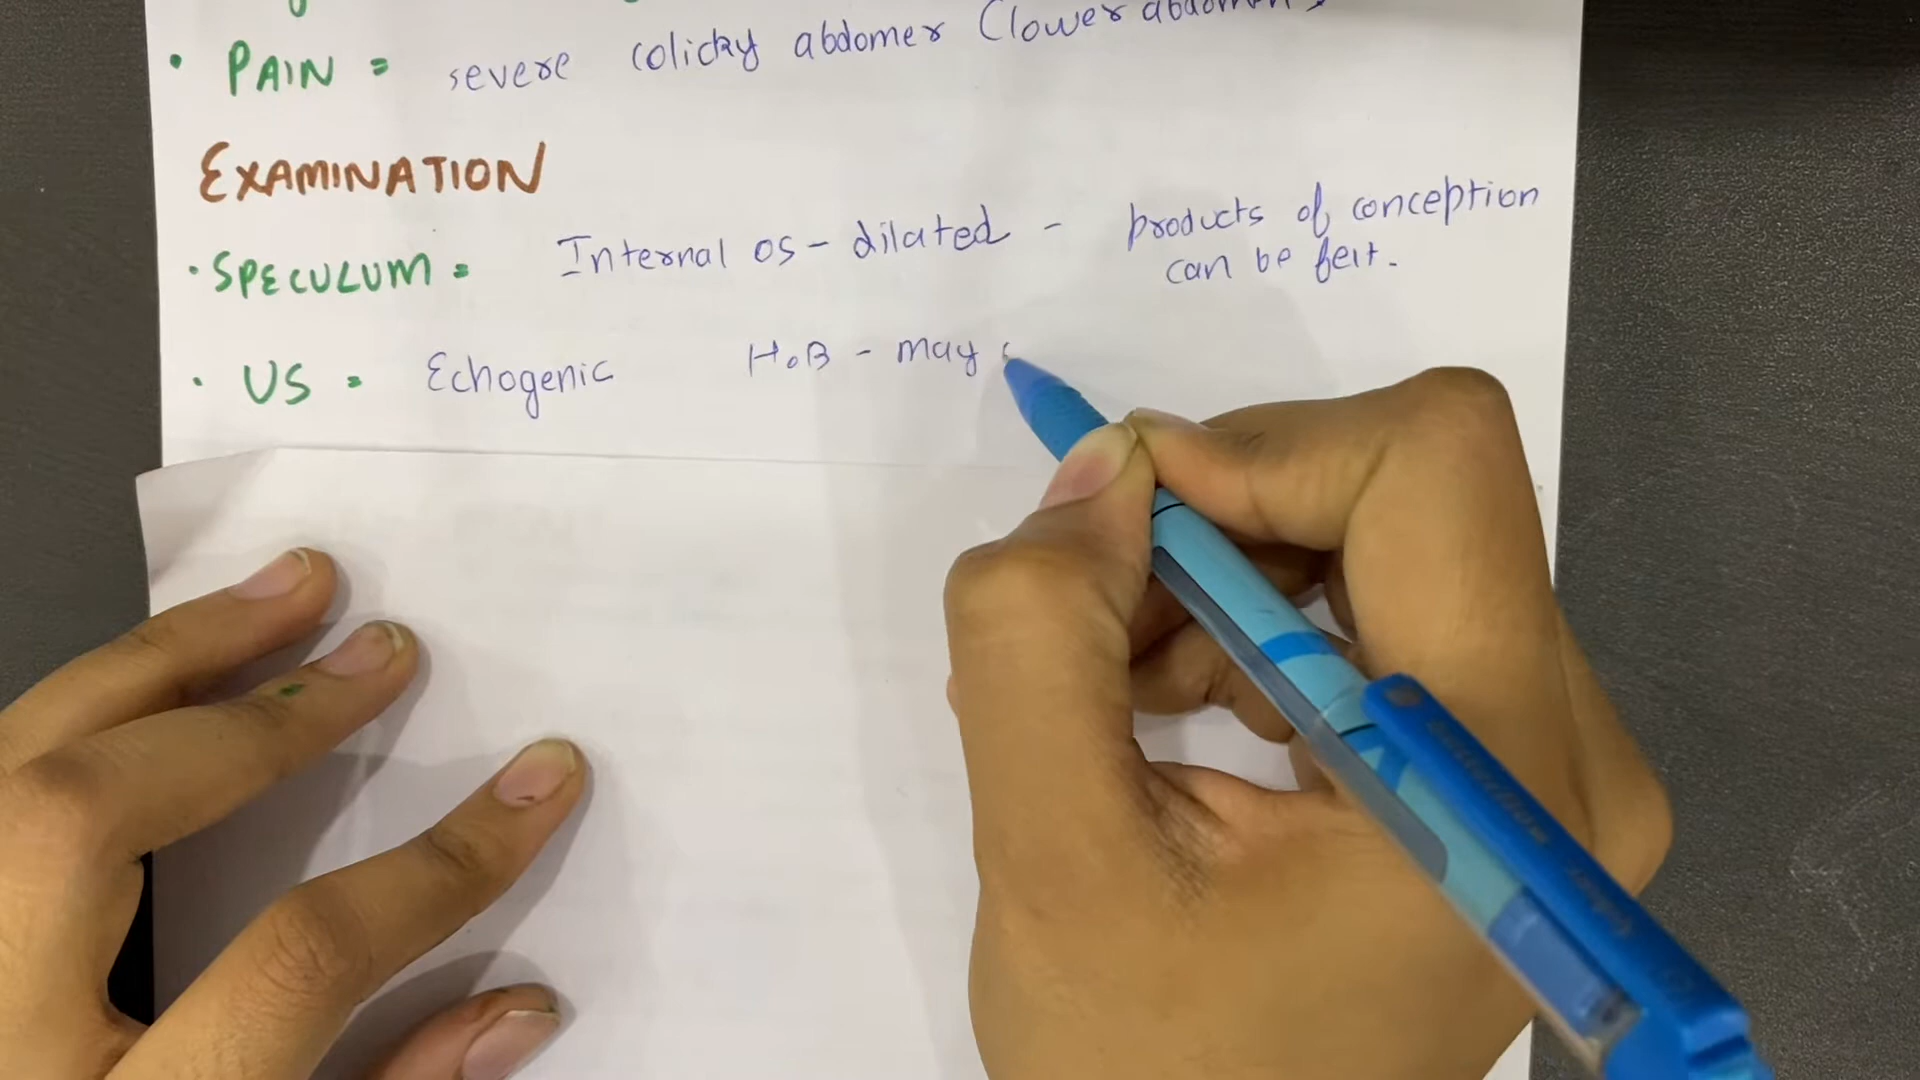 • PAIN = severe colicky abdomer (lower abdomen)
EXAMINATION
• SPECULUM = Internal os - dilated - products of conception
can be felt.
• US = Echogenic H.B - may